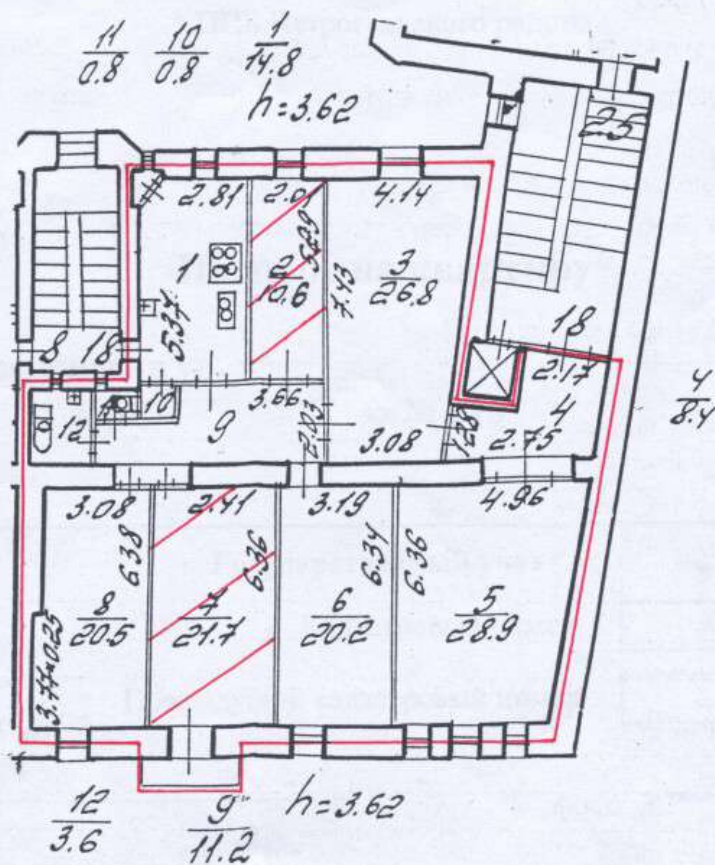 11/0.8 10/0.8 1/14.8
h=3.62
25
2.81 2.01 4.14
1 2/10.6 5.29 3/26.8
5.37 4.43
8 18 18
2.17
4 4/8.4
12 11 10 9 3.66 2.03 3.08 1.28 2.75
3.08 2.41 3.19 4.96
6.38 6.36 6.34 6.36
8/20.5 7/21.7 6/20.2 5/28.9
3.77×0.25
12/3.6 9/11.2 h=3.62